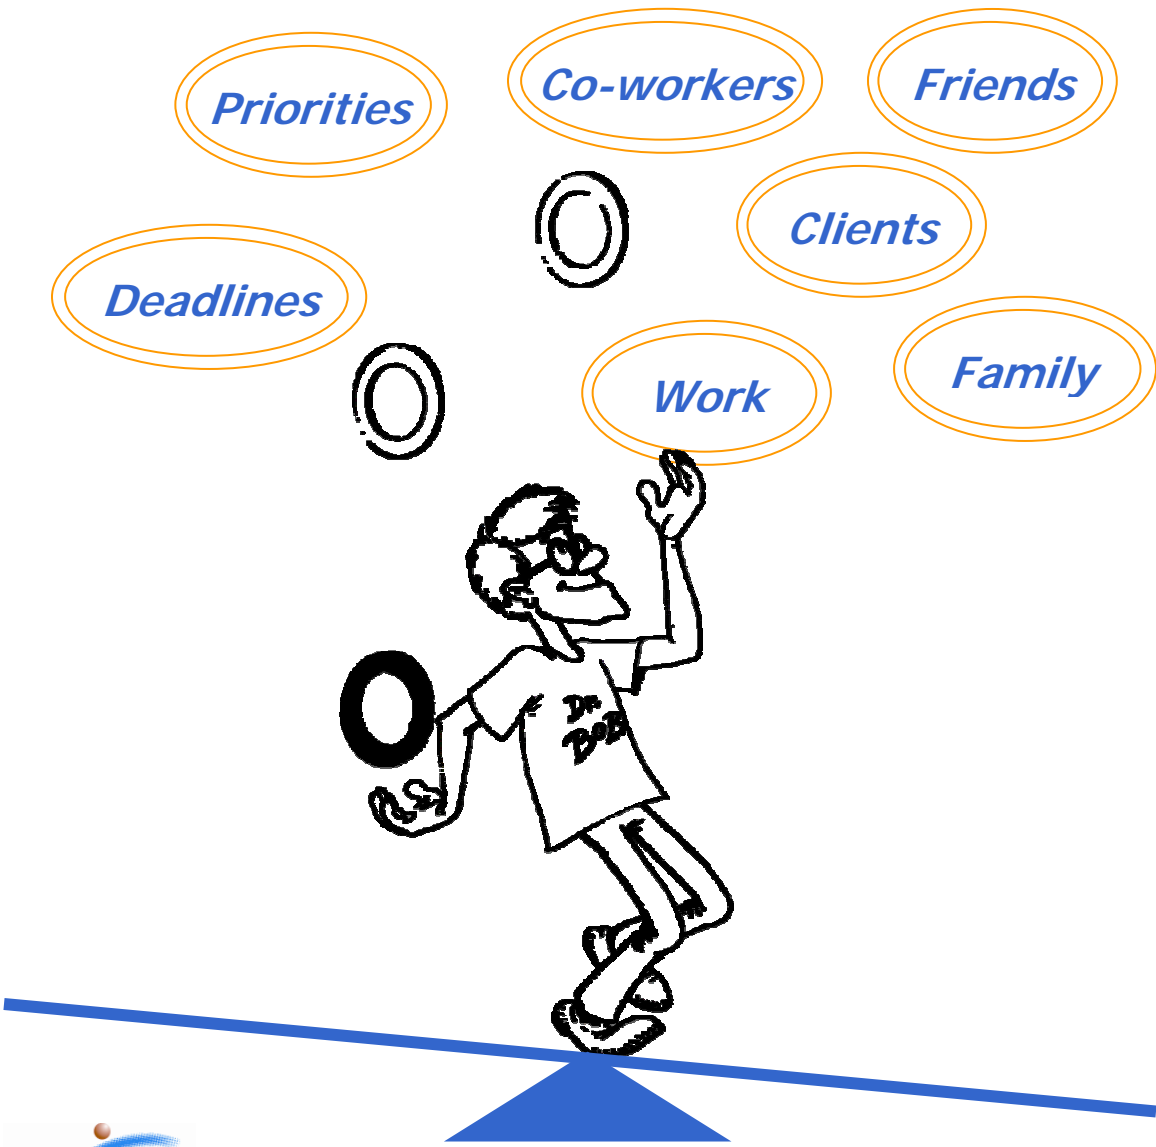 Priorities
Co-workers
Friends
Clients
Deadlines
Work
Family
DR
BOB